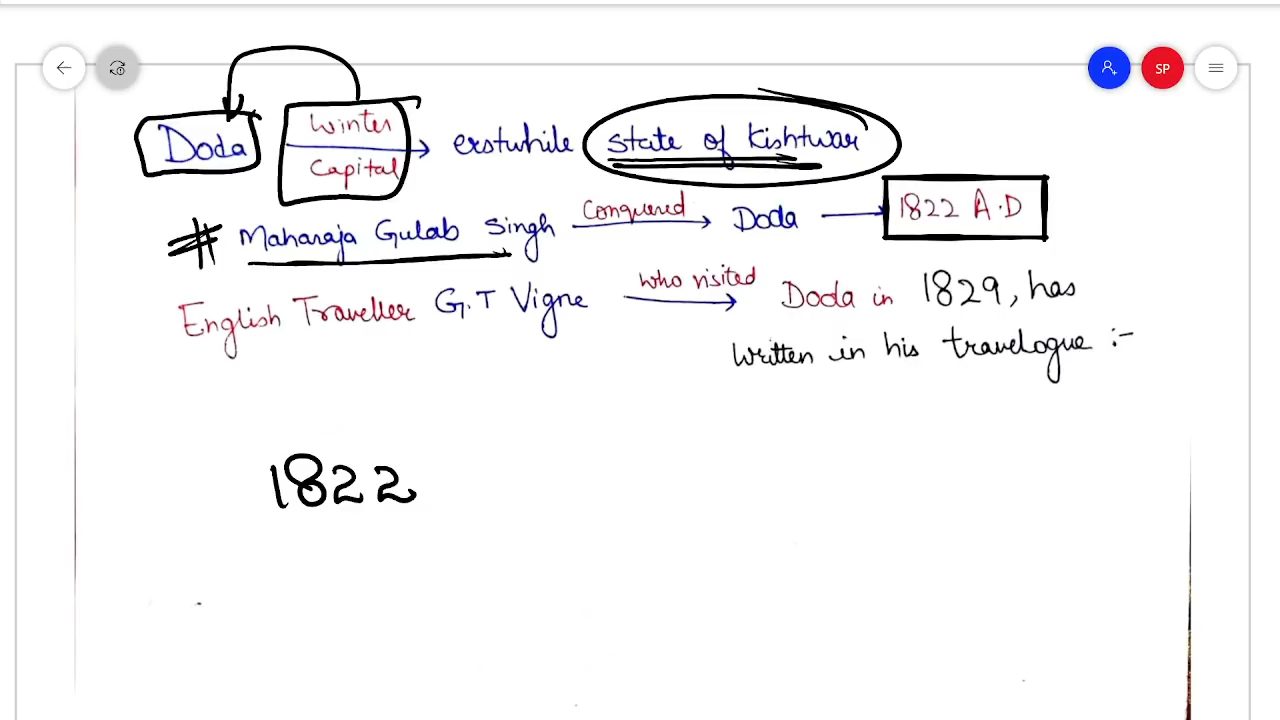 SP
Doda Winter Capital → erstwhile state of Kishtwar
# Maharaja Gulab Singh Conquered → Doda → 1822 A.D
English Traveller G.T Vigne who visited → Doda in 1829, has
written in his travelogue :-
1822